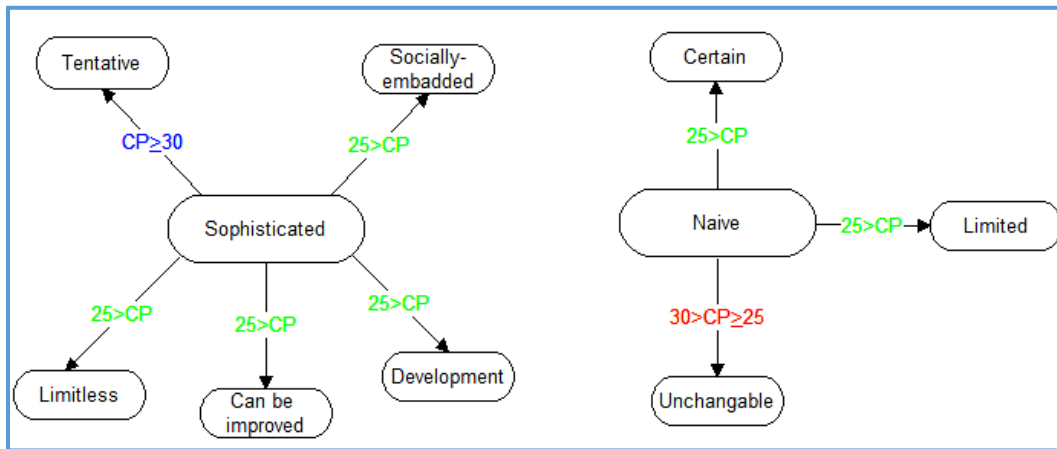 Tentative
Socially-
embadded
CP≥30
25>CP
Sophisticated
25>CP
25>CP
25>CP
Limitless
Can be
improved
Development
Certain
25>CP
Naive
25>CP
Limited
30>CP≥25
Unchangable